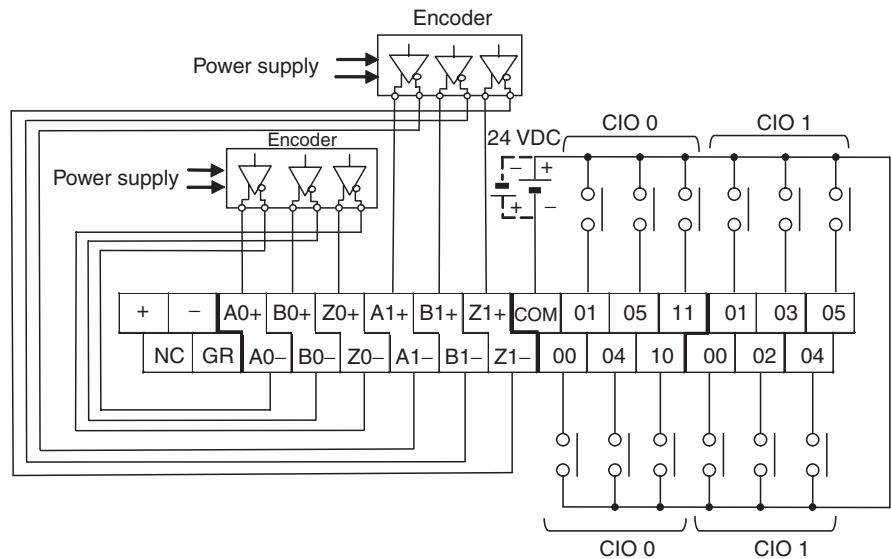 Encoder
Power supply
24 VDC
CIO 0 CIO 1
Encoder
Power supply
− +
+ −
+ − A0+ B0+ Z0+ A1+ B1+ Z1+ COM 01 05 11 01 03 05
NC GR A0− B0− Z0− A1− B1− Z1− 00 04 10 00 02 04
CIO 0 CIO 1